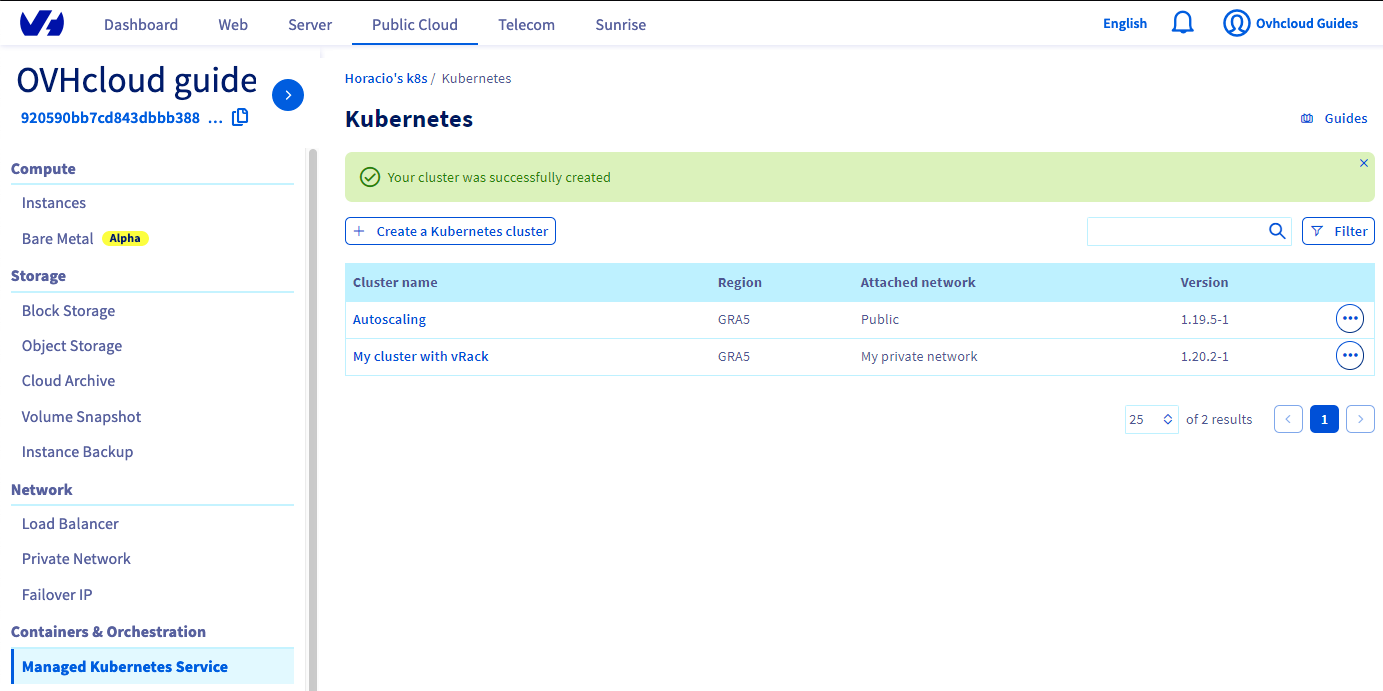 Dashboard Web Server Public Cloud Telecom Sunrise English Ovhcloud Guides
OVHcloud guide
920590bb7cd843dbbb388 ...
Compute
Instances
Bare Metal Alpha
Storage
Block Storage
Object Storage
Cloud Archive
Volume Snapshot
Instance Backup
Network
Load Balancer
Private Network
Failover IP
Containers & Orchestration
Managed Kubernetes Service
Horacio's k8s / Kubernetes
Kubernetes
Guides
Your cluster was successfully created
Create a Kubernetes cluster
Filter
Cluster name Region Attached network Version
Autoscaling GRA5 Public 1.19.5-1
My cluster with vRack GRA5 My private network 1.20.2-1
25 of 2 results 1